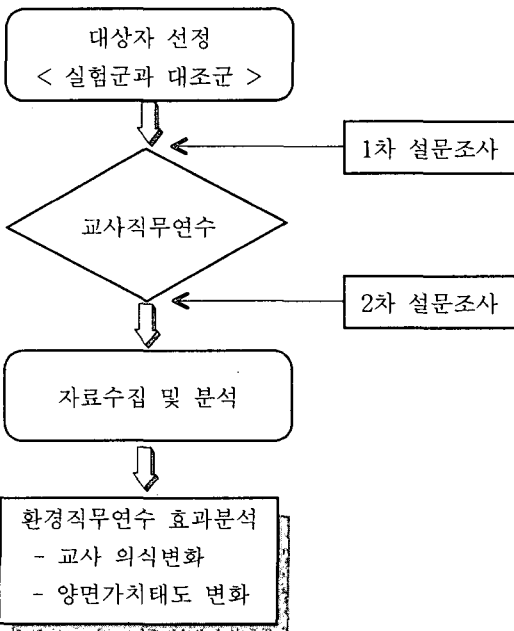 대상자 선정
< 실험군과 대조군 >
1차 설문조사
교사직무연수
2차 설문조사
자료수집 및 분석
환경직무연수 효과분석
- 교사 의식변화
- 양면가치태도 변화